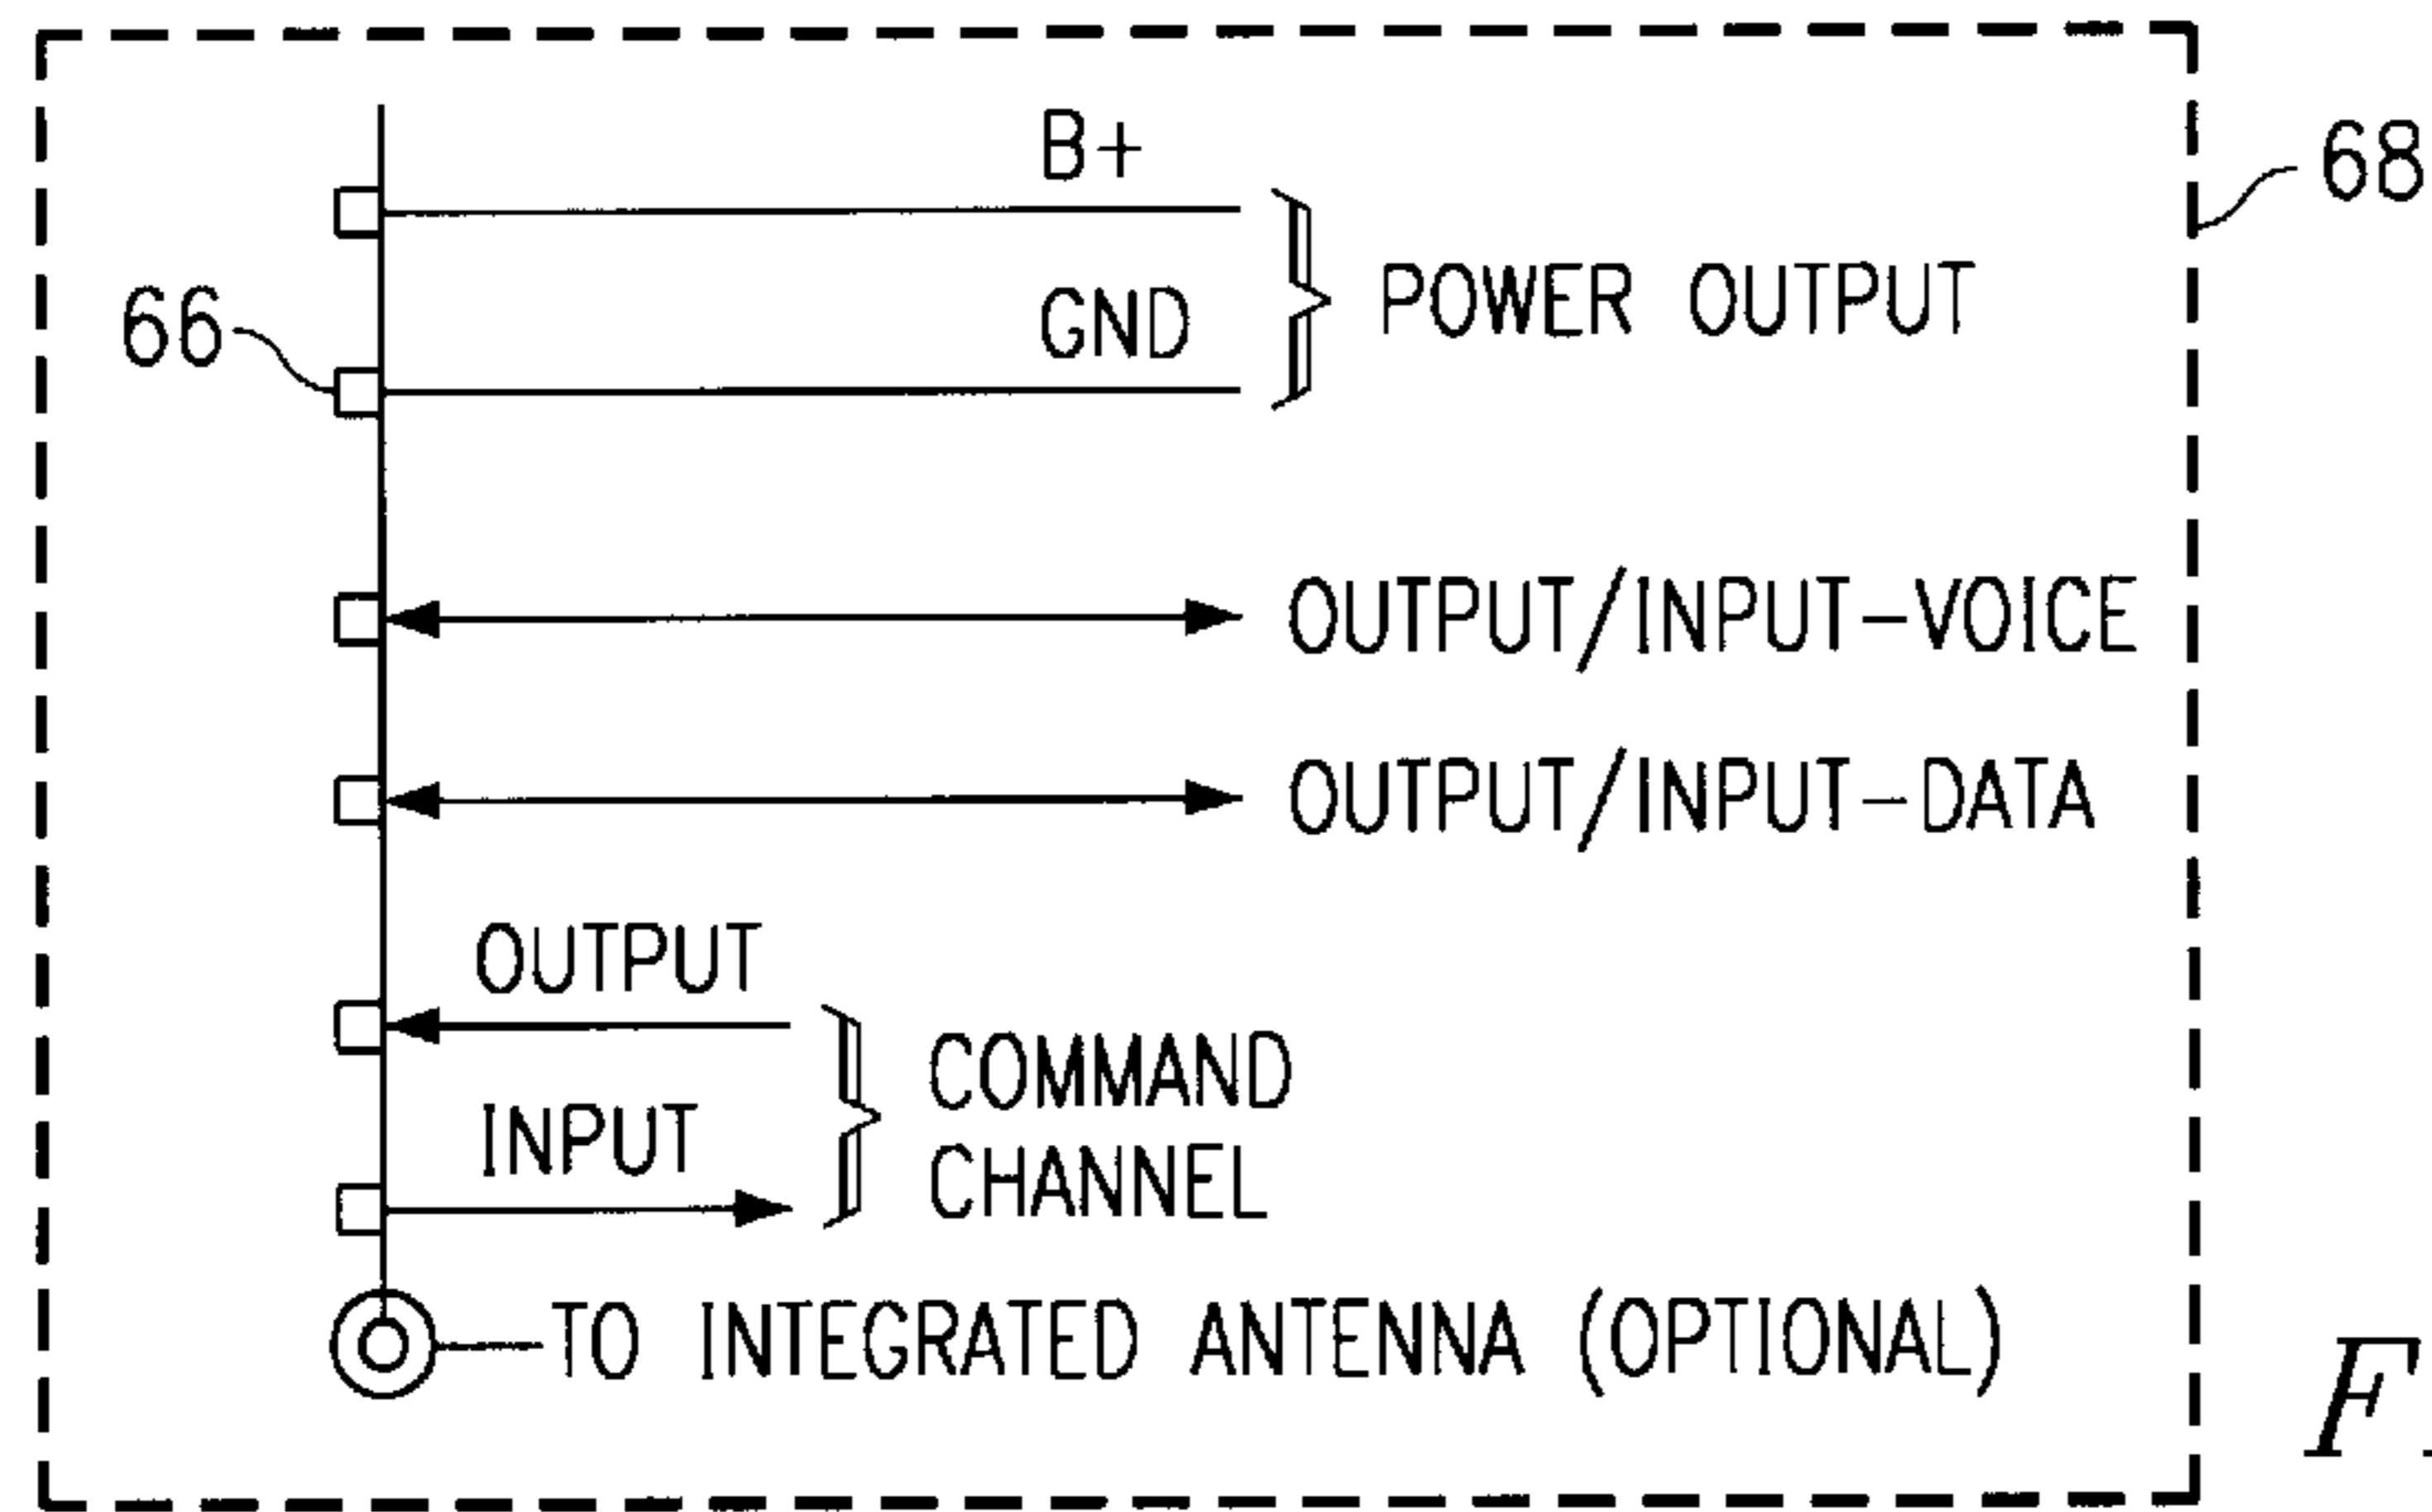 B+
68
66
GND
POWER OUTPUT
OUTPUT/INPUT-VOICE
OUTPUT/INPUT-DATA
OUTPUT
COMMAND
CHANNEL
INPUT
TO INTEGRATED ANTENNA (OPTIONAL)